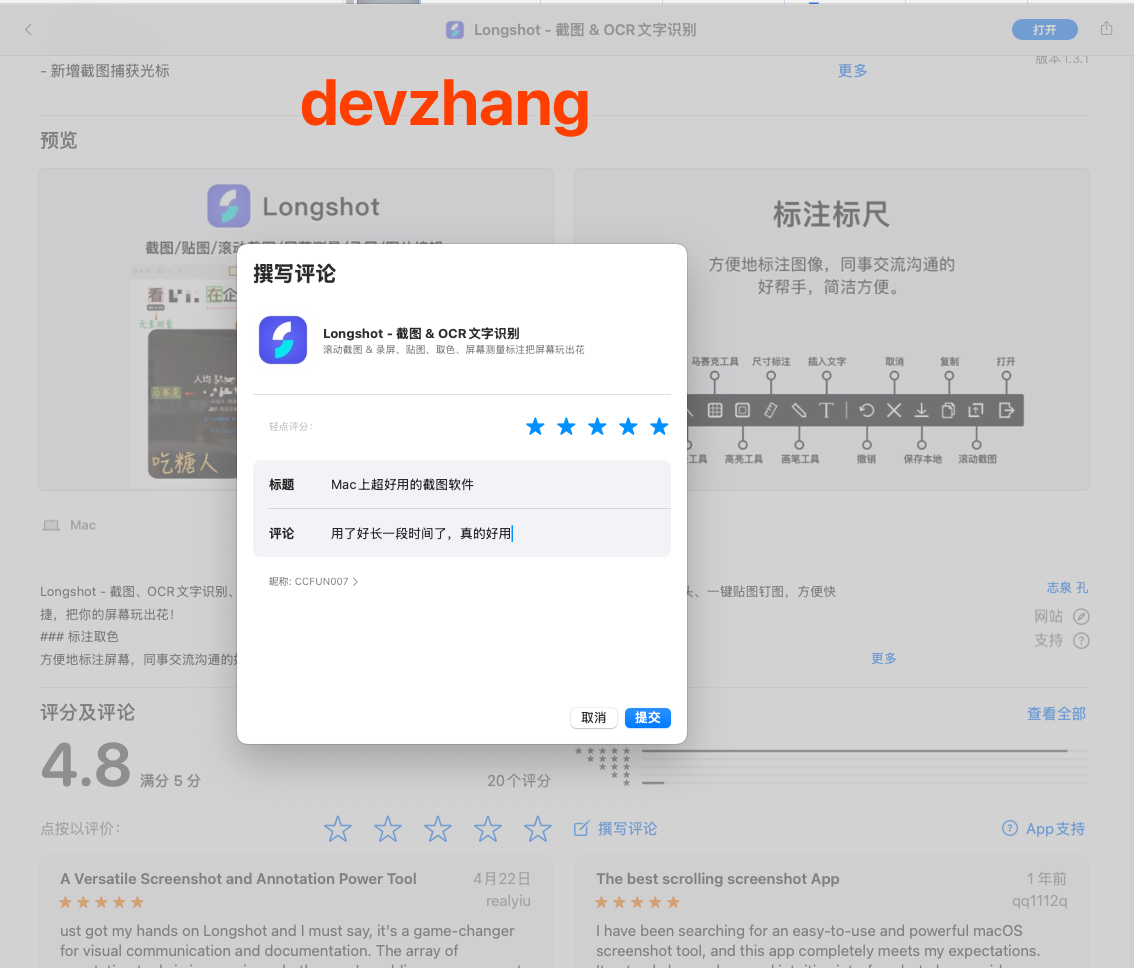 Longshot - 截图 & OCR文字识别
打开
- 新增截图捕获光标
更多
版本 1.3.1
devzhang
预览
Longshot
标注标尺
方便地标注图像，同事交流沟通的
好帮手，简洁方便。
看
在企
元素测量
人均
马赛克
吃糖人
马赛克工具 尺寸标注 插入文字 取消 复制 打开
工具 高亮工具 画笔工具 撤销 保存本地 滚动截图
撰写评论
Longshot - 截图 & OCR文字识别
滚动截图 & 录屏、贴图、取色、屏幕测量标注把屏幕玩出花
轻点评分:
标题 Mac上超好用的截图软件
评论 用了好长一段时间了，真的好用
昵称: CCFUN007
取消 提交
Mac
Longshot - 截图、OCR文字识别、
、一键贴图钉图，方便快
捷，把你的屏幕玩出花！
### 标注取色
方便地标注屏幕，同事交流沟通的
更多
志泉 孔
网站
支持
评分及评论
查看全部
4.8 满分 5 分
20个评分
点按以评价:
撰写评论
App支持
A Versatile Screenshot and Annotation Power Tool
4月22日
realyiu
ust got my hands on Longshot and I must say, it's a game-changer
for visual communication and documentation. The array of
The best scrolling screenshot App
1 年前
qq1112q
I have been searching for an easy-to-use and powerful macOS
screenshot tool, and this app completely meets my expectations.